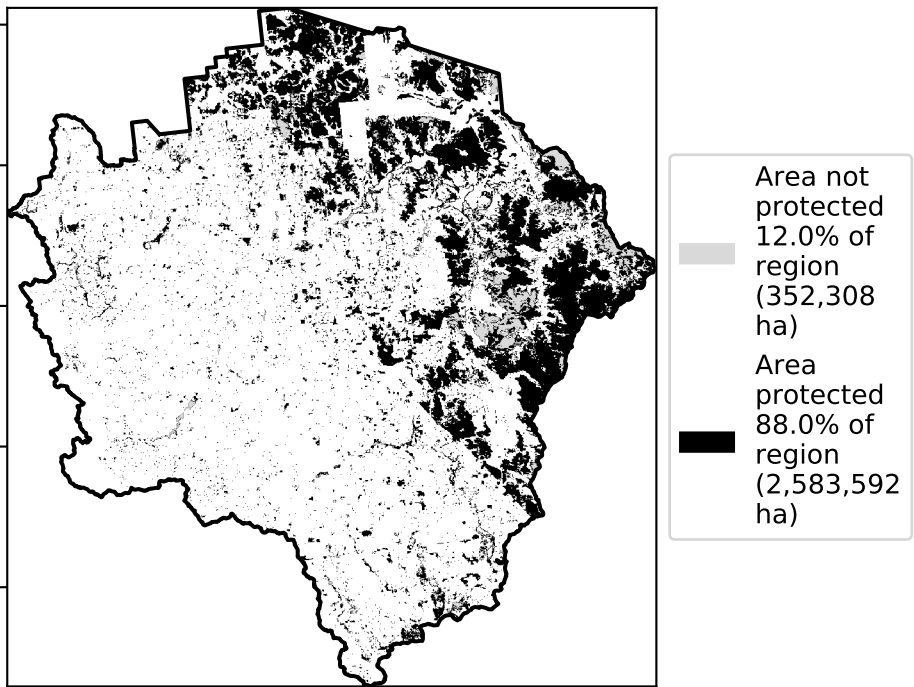 Area not
protected
12.0% of
region
(352,308
ha)
Area
protected
88.0% of
region
(2,583,592
ha)